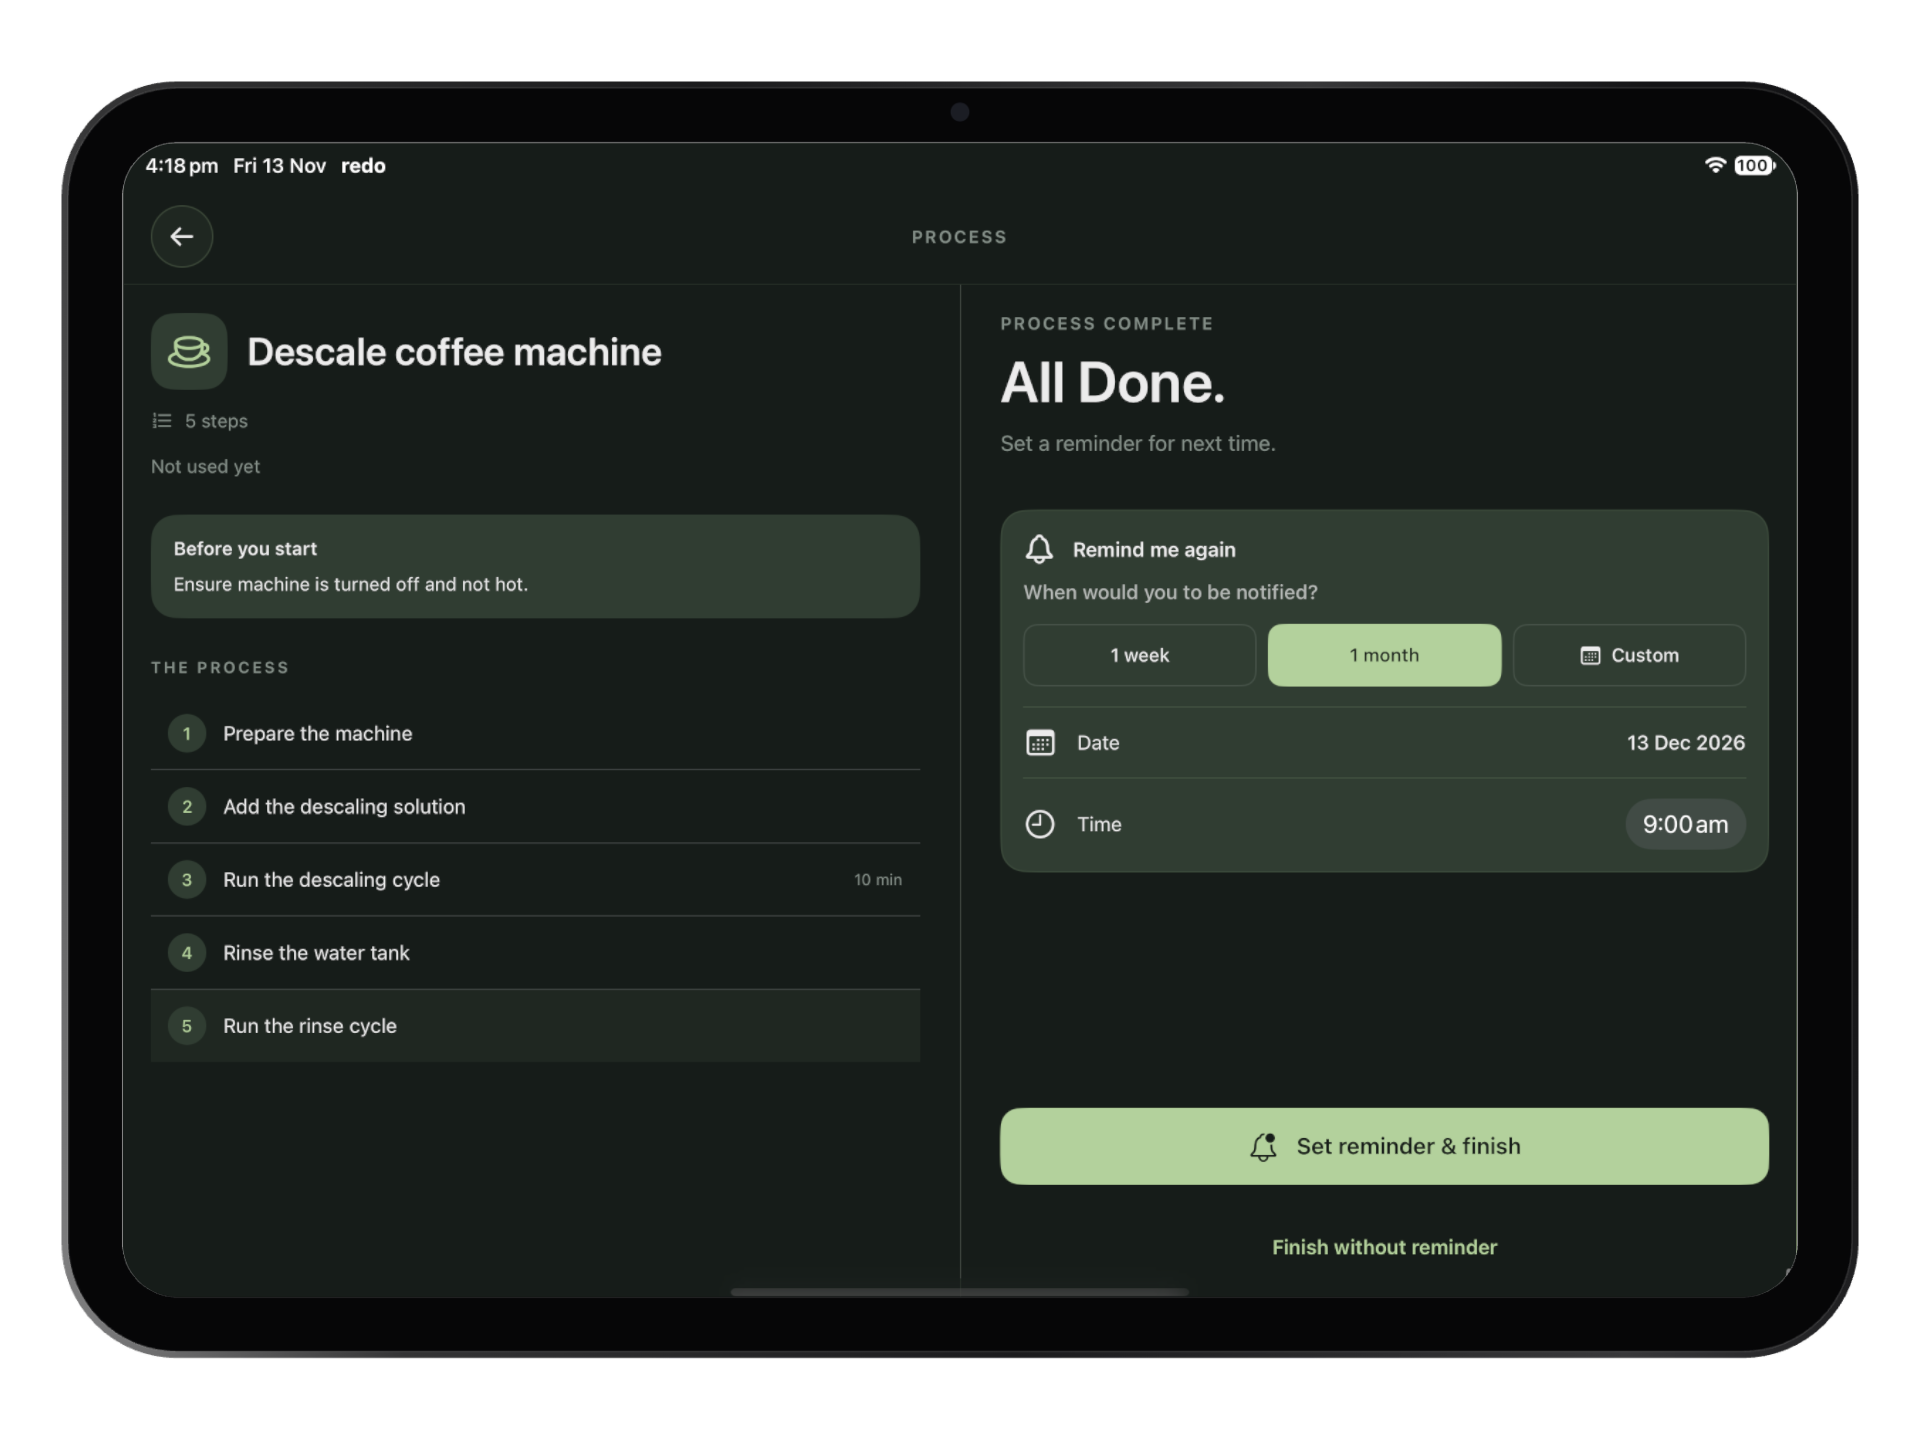 4:18 pm Fri 13 Nov redo
100
PROCESS
Descale coffee machine
5 steps
Not used yet
Before you start
Ensure machine is turned off and not hot.
THE PROCESS
1 Prepare the machine
2 Add the descaling solution
3 Run the descaling cycle 10 min
4 Rinse the water tank
5 Run the rinse cycle
PROCESS COMPLETE
All Done.
Set a reminder for next time.
Remind me again
When would you to be notified?
1 week 1 month Custom
Date 13 Dec 2026
Time 9:00 am
Set reminder & finish
Finish without reminder